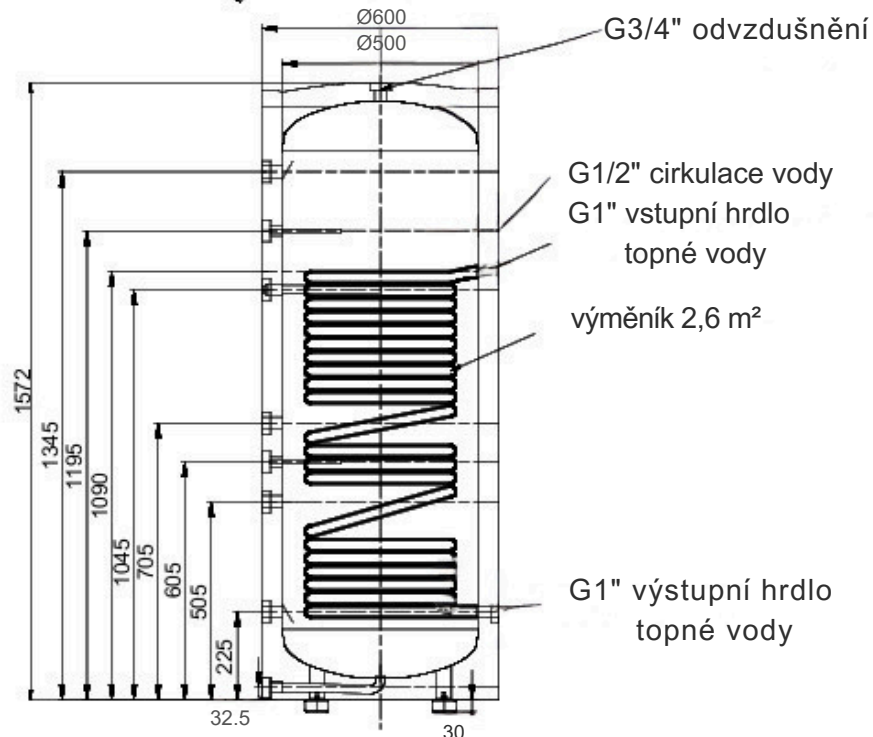 Ø600
Ø500
G3/4" odvzdušnění
G1/2" cirkulace vody
G1" vstupní hrdlo
topné vody
výměník 2,6 m²
1572
1345
1195
1090
1045
705
605
505
225
G1" výstupní hrdlo
topné vody
32.5
30